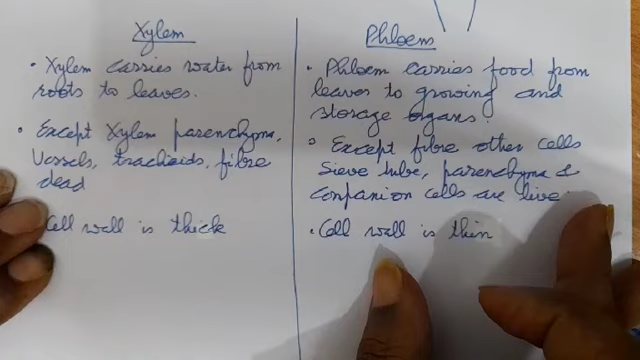 Xylem
• Xylem carries water from
roots to leaves.
• Except Xylem parenchyma,
Vessels, tracheids, fibre
dead
Cell wall is thick
Phloem
• Phloem carries food from
leaves to growing and
storage organs.
• Except fibre other cells
Sieve tube, parenchyma &
Companion cells are live.
• Cell wall is thin